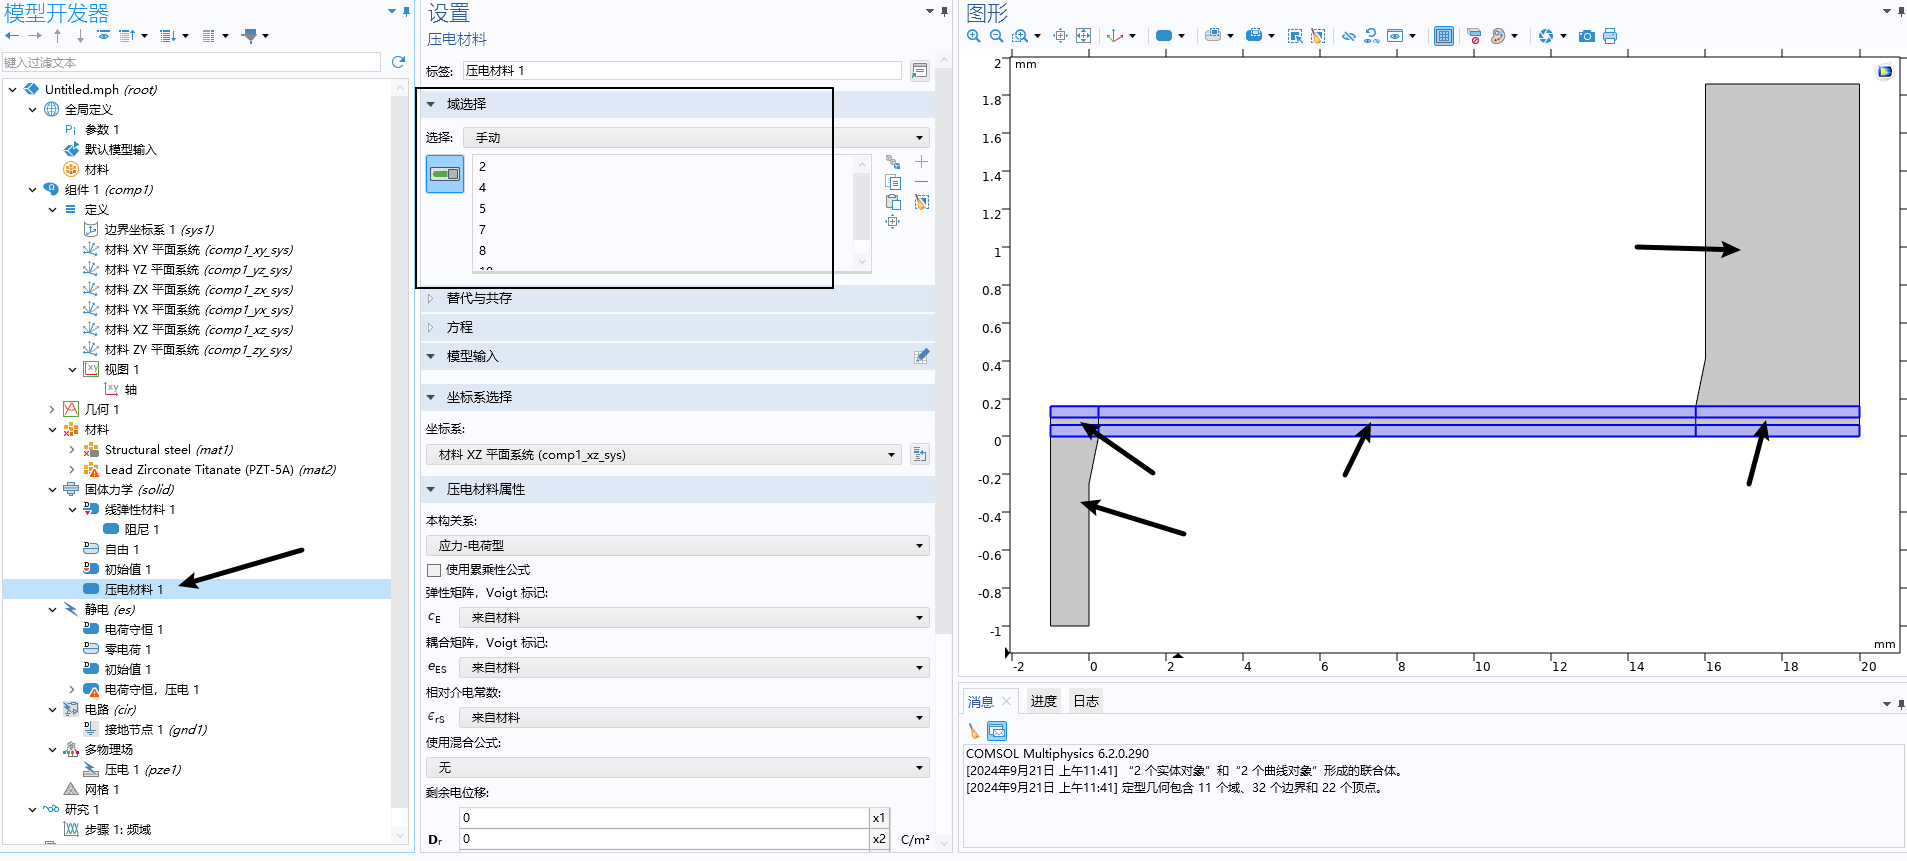 模型开发器
键入过滤文本
Untitled.mph (root)
全局定义
Pi 参数 1
默认模型输入
材料
组件 1 (comp1)
定义
边界坐标系 1 (sys1)
材料 XY 平面系统 (comp1_xy_sys)
材料 YZ 平面系统 (comp1_yz_sys)
材料 ZX 平面系统 (comp1_zx_sys)
材料 YX 平面系统 (comp1_yx_sys)
材料 XZ 平面系统 (comp1_xz_sys)
材料 ZY 平面系统 (comp1_zy_sys)
视图 1
轴
几何 1
材料
Structural steel (mat1)
Lead Zirconate Titanate (PZT-5A) (mat2)
固体力学 (solid)
线弹性材料 1
阻尼 1
自由 1
初始值 1
压电材料 1
静电 (es)
电荷守恒 1
零电荷 1
初始值 1
电荷守恒，压电 1
电路 (cir)
接地节点 1 (gnd1)
多物理场
压电 1 (pze1)
网格 1
研究 1
步骤 1: 频域
设置
压电材料
标签: 压电材料 1
域选择
选择: 手动
2
4
5
7
8
10
替代与共存
方程
模型输入
坐标系选择
坐标系:
材料 XZ 平面系统 (comp1_xz_sys)
压电材料属性
本构关系:
应力-电荷型
使用累乘性公式
弹性矩阵，Voigt 标记:
cE 来自材料
耦合矩阵，Voigt 标记:
eES 来自材料
相对介电常数:
ϵrS 来自材料
使用混合公式:
无
剩余电位移:
0 x1
Dr 0 x2 C/m²
图形
mm
2
1.8
1.6
1.4
1.2
1
0.8
0.6
0.4
0.2
0
-0.2
-0.4
-0.6
-0.8
-1
mm
-2 0 2 4 6 8 10 12 14 16 18 20
消息 进度 日志
COMSOL Multiphysics 6.2.0.290
[2024年9月21日 上午11:41] “2 个实体对象”和“2 个曲线对象”形成的联合体。
[2024年9月21日 上午11:41] 定型几何包含 11 个域、32 个边界和 22 个顶点。